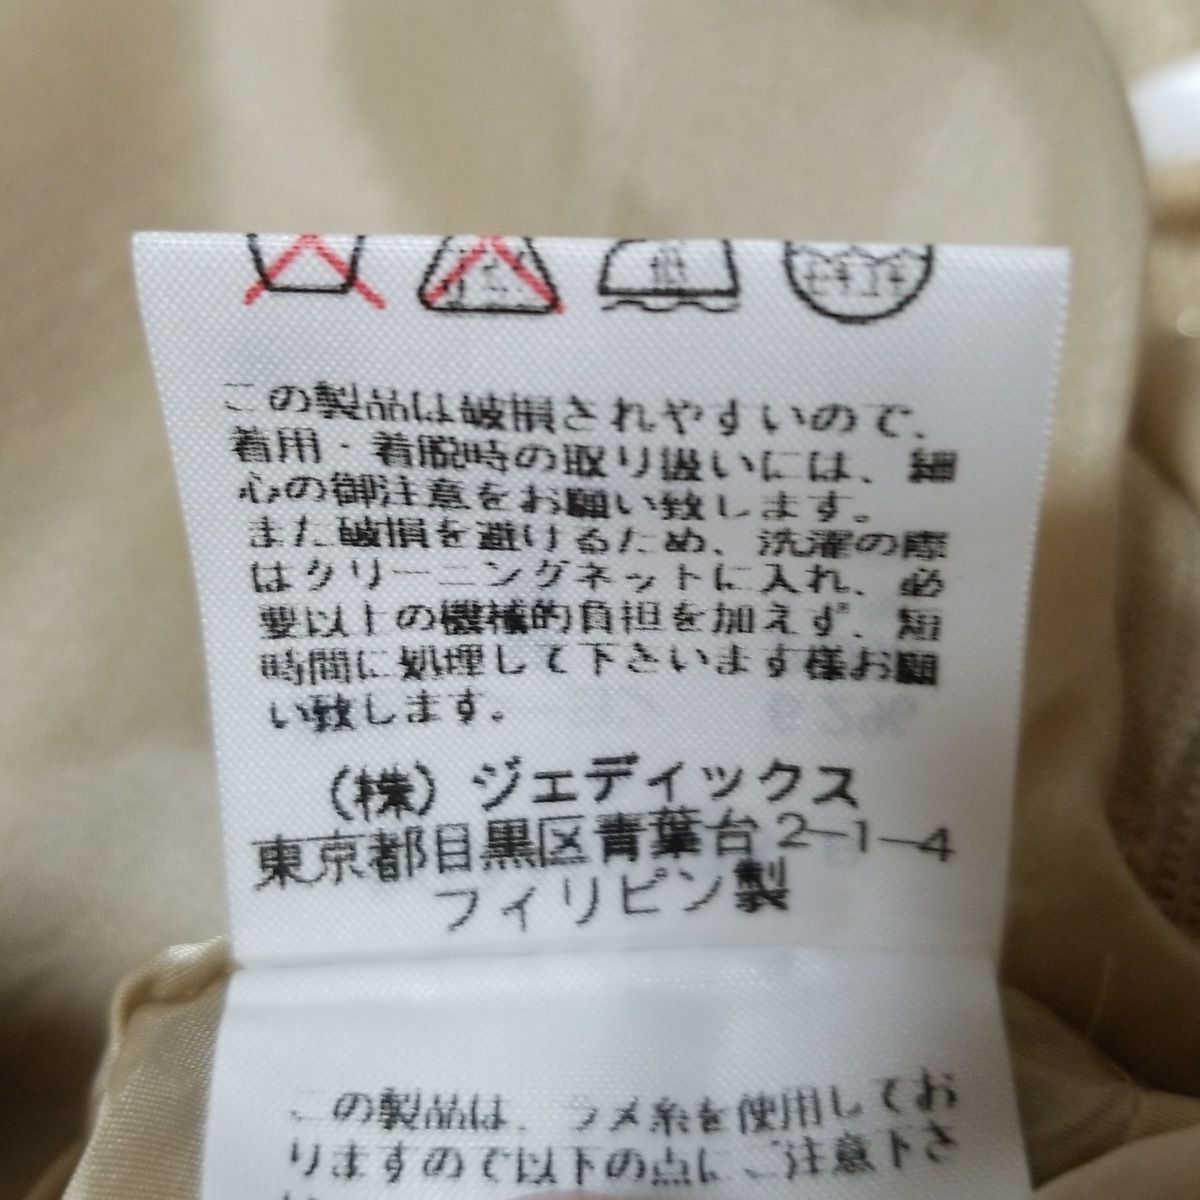 この製品は破損されやすいので、
着用・着脱時の取り扱いには、細
心の御注意をお願い致します。
また破損を避けるため、洗濯の際
はクリーニングネットに入れ、必
要以上の機械的負担を加えず、短
時間に処理して下さいます様お願
い致します。
(株)ジェディックス
東京都目黒区青葉台2-1-4
フィリピン製
この製品は、ラメ糸を使用してお
りますので以下の点にご注意下さ